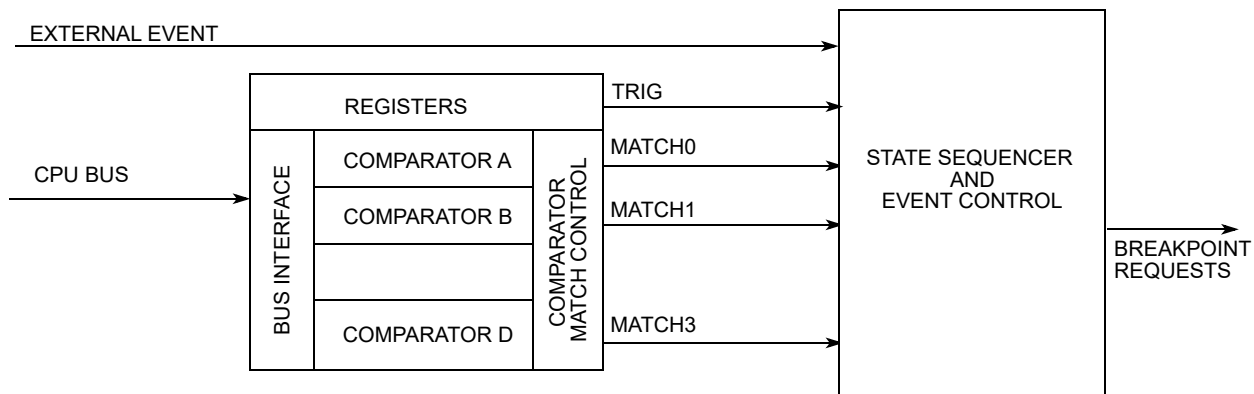 EXTERNAL EVENT
TRIG
REGISTERS
MATCH0
COMPARATOR A
STATE SEQUENCER
AND
EVENT CONTROL
CPU BUS
BUS INTERFACE
COMPARATOR
MATCH CONTROL
COMPARATOR B
MATCH1
BREAKPOINT
REQUESTS
COMPARATOR D
MATCH3